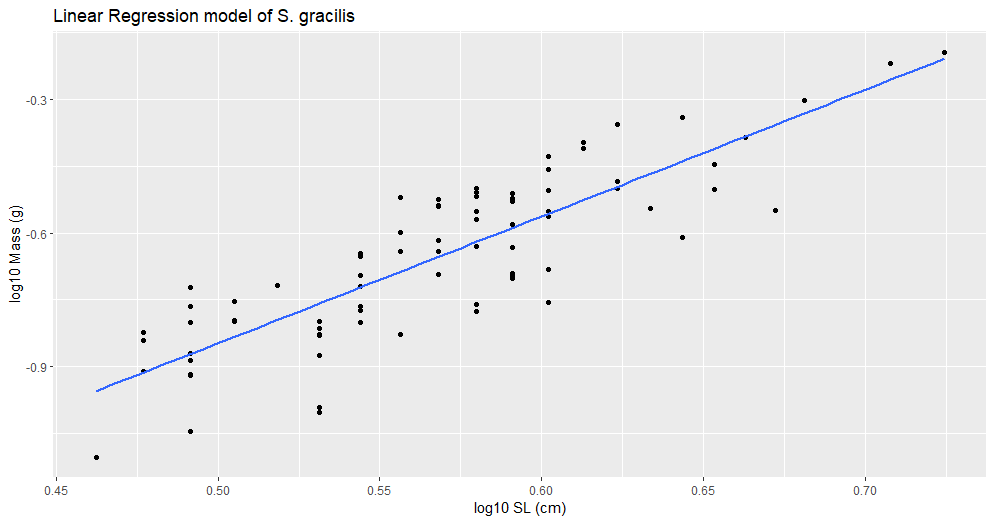 Linear Regression model of S. gracilis
log10 Mass (g)
-0.3
-0.6
-0.9
0.45 0.50 0.55 0.60 0.65 0.70
log10 SL (cm)